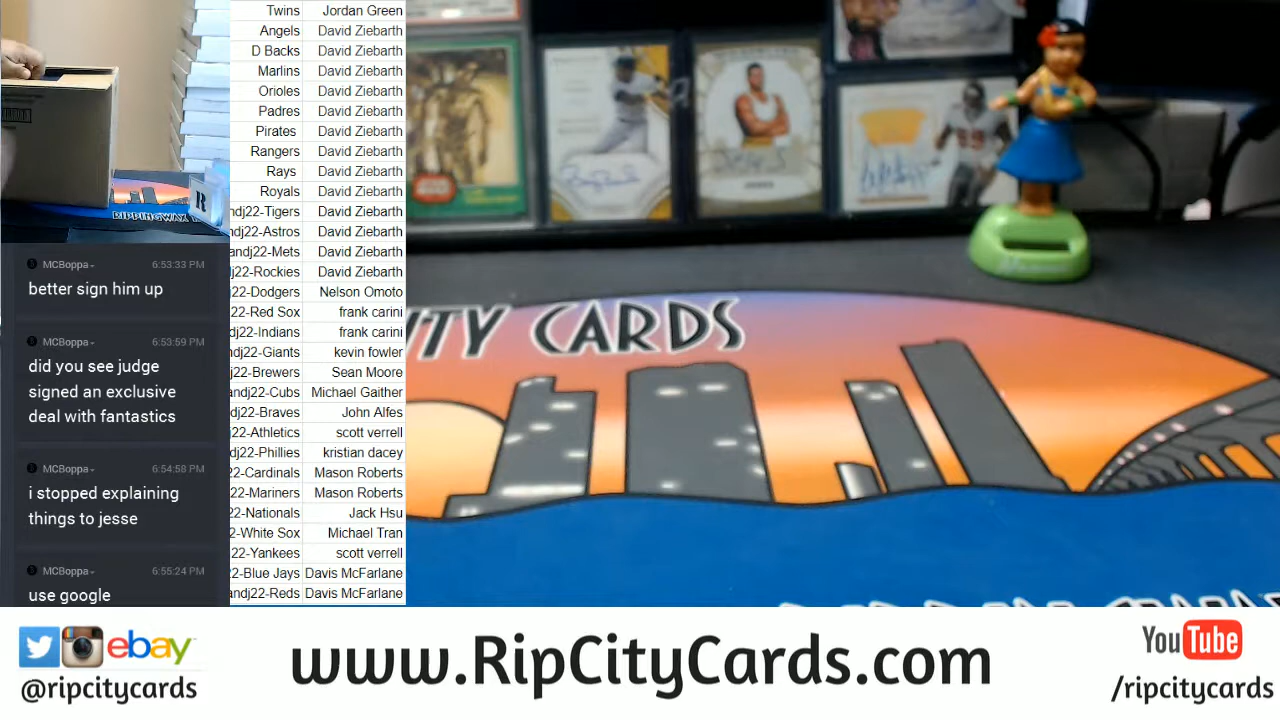 Twins Jordan Green
Angels David Ziebarth
D Backs David Ziebarth
Marlins David Ziebarth
Orioles David Ziebarth
Padres David Ziebarth
Pirates David Ziebarth
Rangers David Ziebarth
Rays David Ziebarth
Royals David Ziebarth
ndj22-Tigers David Ziebarth
ndj22-Astros David Ziebarth
andj22-Mets David Ziebarth
j22-Rockies David Ziebarth
22-Dodgers Nelson Omoto
22-Red Sox frank carini
dj22-Indians frank carini
dj22-Giants kevin fowler
j22-Brewers Sean Moore
andj22-Cubs Michael Gaither
dj22-Braves John Alfes
22-Athletics scott verrell
dj22-Phillies kristian dacey
22-Cardinals Mason Roberts
22-Mariners Mason Roberts
22-Nationals Jack Hsu
2-White Sox Michael Tran
22-Yankees scott verrell
22-Blue Jays Davis McFarlane
andj22-Reds Davis McFarlane
RIPPINGWAX
R
MCBoppa 6:53:33 PM
better sign him up
MCBoppa 6:53:59 PM
did you see judge
signed an exclusive
deal with fantastics
MCBoppa 6:54:58 PM
i stopped explaining
things to jesse
MCBoppa 6:55:24 PM
use google
ITY CARDS
ebay
@ripcitycards
www.RipCityCards.com
YouTube
/ripcitycards